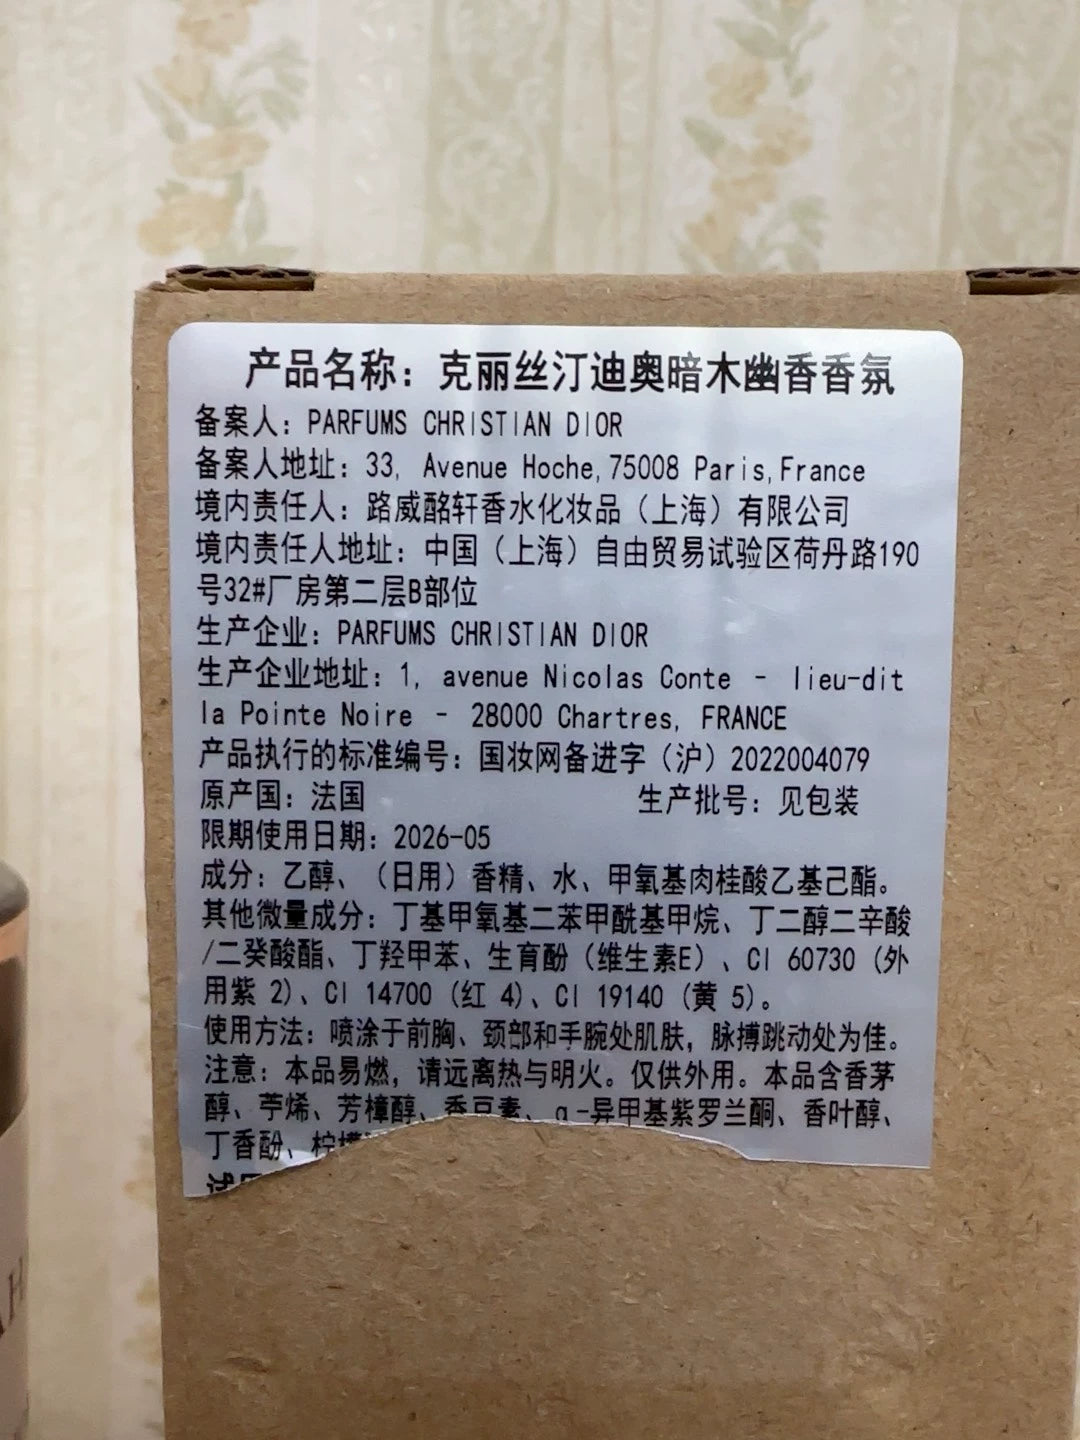 产品名称：克丽丝汀迪奥暗木幽香香氛
备案人：PARFUMS CHRISTIAN DIOR
备案人地址：33, Avenue Hoche,75008 Paris,France
境内责任人：路威酩轩香水化妆品（上海）有限公司
境内责任人地址：中国（上海）自由贸易试验区荷丹路190
号32#厂房第二层B部位
生产企业：PARFUMS CHRISTIAN DIOR
生产企业地址：1, avenue Nicolas Conte - lieu-dit
la Pointe Noire - 28000 Chartres, FRANCE
产品执行的标准编号：国妆网备进字（沪）2022004079
原产国：法国 生产批号：见包装
限期使用日期：2026-05
成分：乙醇、（日用）香精、水、甲氧基肉桂酸乙基己酯。
其他微量成分：丁基甲氧基二苯甲酰基甲烷、丁二醇二辛酸
/二癸酸酯、丁羟甲苯、生育酚（维生素E）、CI 60730 (外
用紫 2)、CI 14700 (红 4)、CI 19140 (黄 5)。
使用方法：喷涂于前胸、颈部和手腕处肌肤，脉搏跳动处为佳。
注意：本品易燃，请远离热与明火。仅供外用。本品含香茅
醇、苧烯、芳樟醇、香豆素、α-异甲基紫罗兰酮、香叶醇、
丁香酚、柠